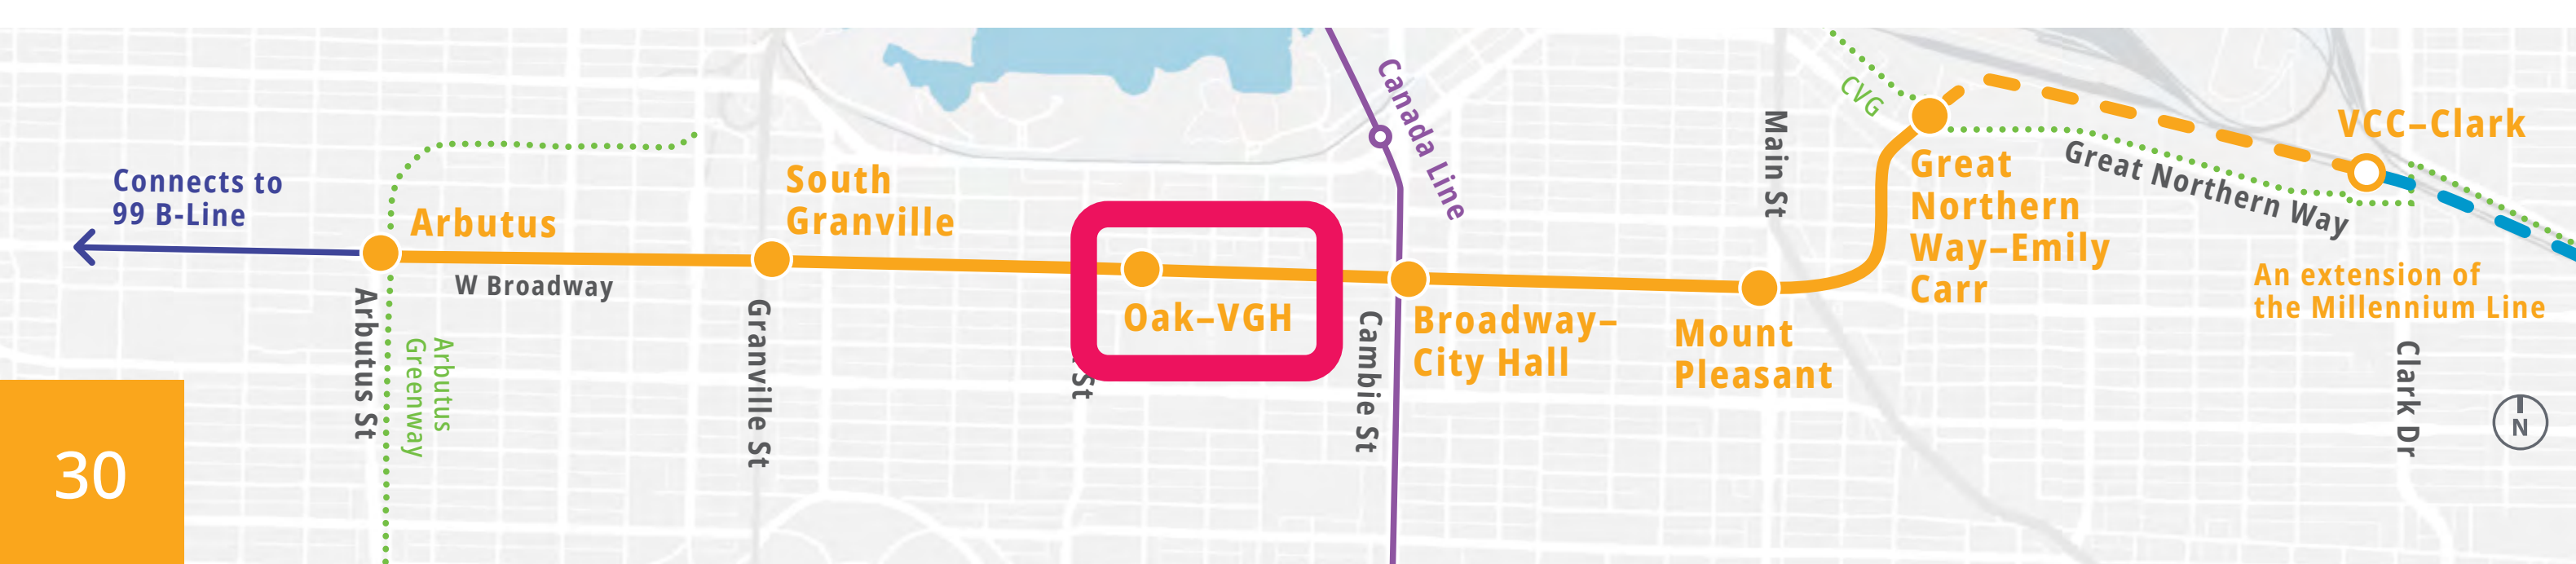 Connects to
99 B-Line
Arbutus
W Broadway
Arbutus St
Arbutus
Greenway
South
Granville
Granville St
Oak–VGH
St
Canada Line
Cambie St
Broadway–
City Hall
Main St
Mount
Pleasant
CVG
Great
Northern
Way–Emily
Carr
Great Northern Way
VCC–Clark
An extension of
the Millennium Line
Clark Dr
N
30